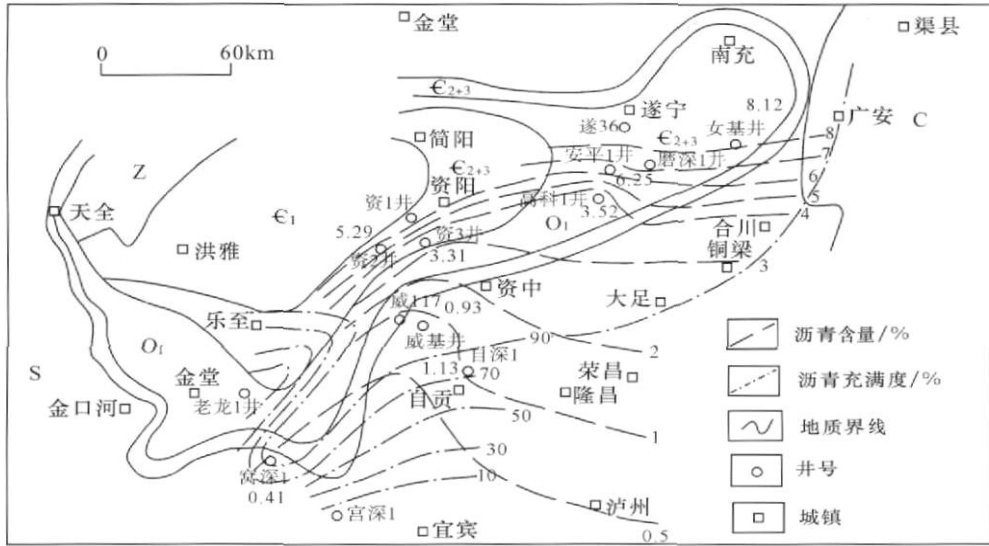 金堂
渠县
0 60km
南充
Є2+3
遂宁
8.12
广安
C
遂36
Є2+3
女基井
8
简阳
安平1井
磨深1井
7
Z
Є2+3
6.25
6
资阳
高科1井
5
天全
资1井
3.52
4
Є1
O1
合川
5.29
资3井
洪雅
资2井
3.31
铜梁
3
资中
大足
威117
0.93
乐至
威基井
90
2
沥青含量/%
O1
自深1
S
1.13
70
荣昌
沥青充满度/%
金堂
自贡
隆昌
金口河
老龙1井
50
地质界线
1
30
井号
窝深1
10
0.41
泸州
宫深1
城镇
宜宾
0.5